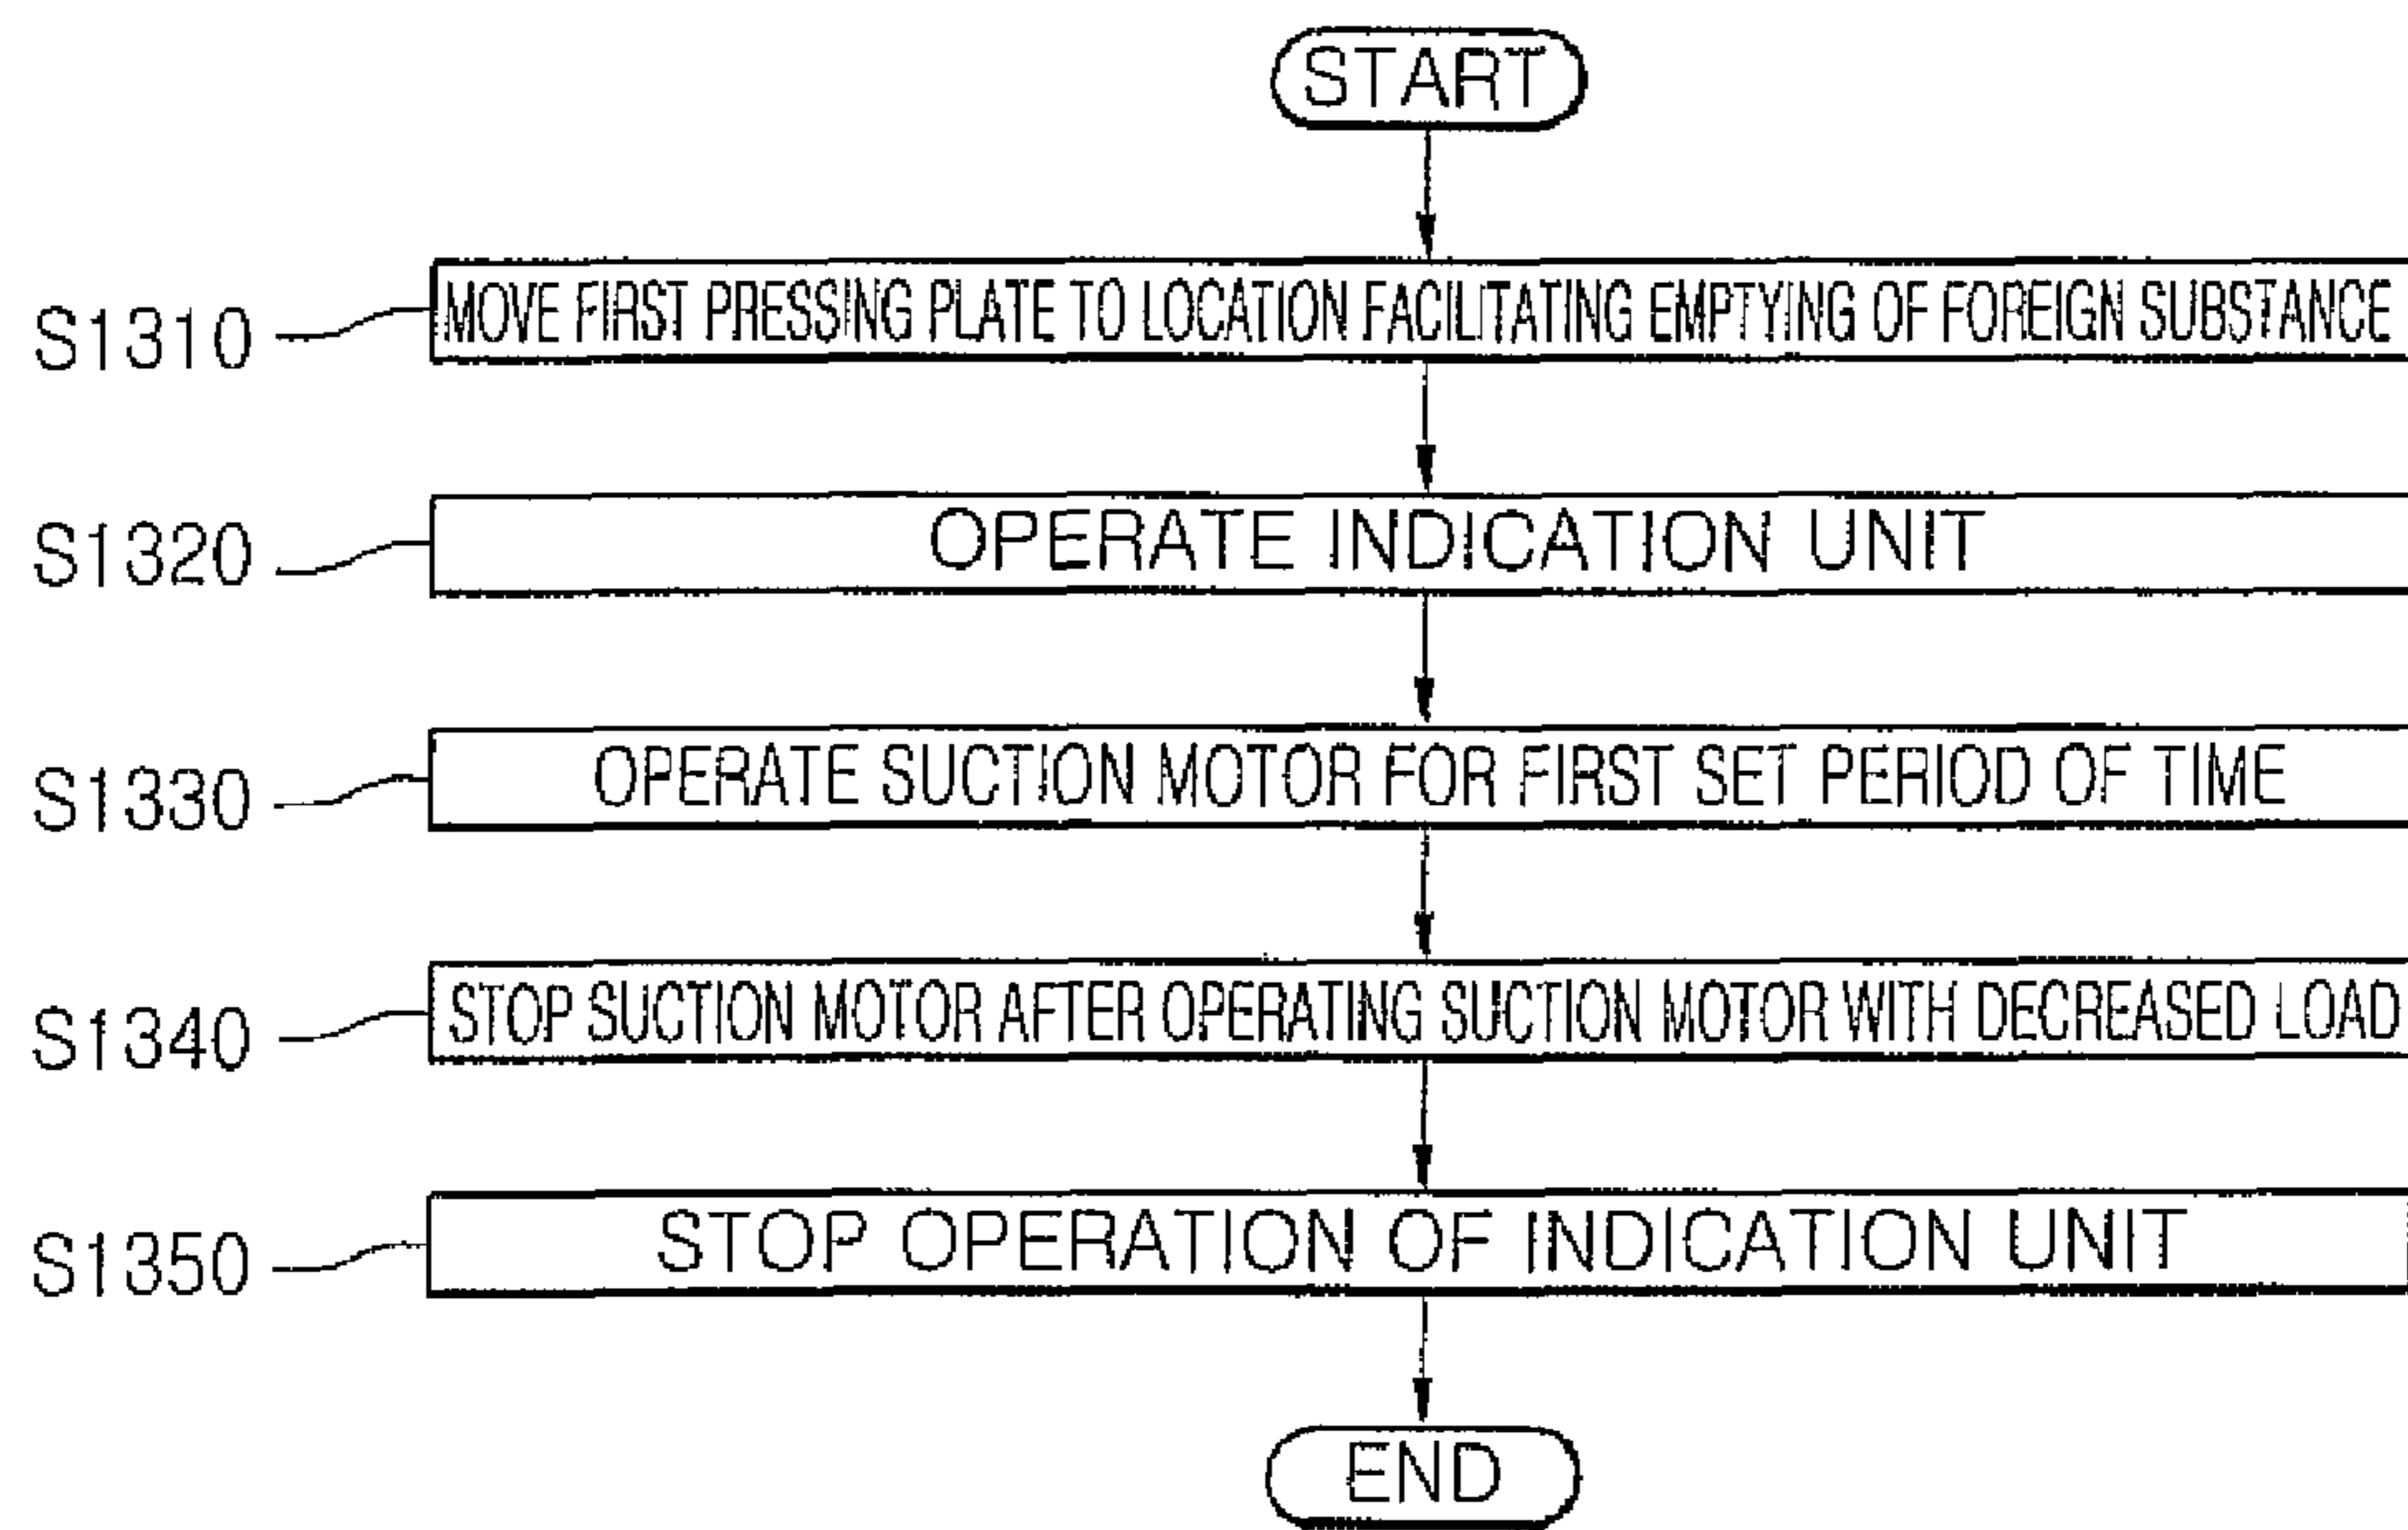 START
S1310 MOVE FIRST PRESSING PLATE TO LOCATION FACILITATING EMPTYING OF FOREIGN SUBSTANCE
S1320 OPERATE INDICATION UNIT
S1330 OPERATE SUCTION MOTOR FOR FIRST SET PERIOD OF TIME
S1340 STOP SUCTION MOTOR AFTER OPERATING SUCTION MOTOR WITH DECREASED LOAD
S1350 STOP OPERATION OF INDICATION UNIT
END